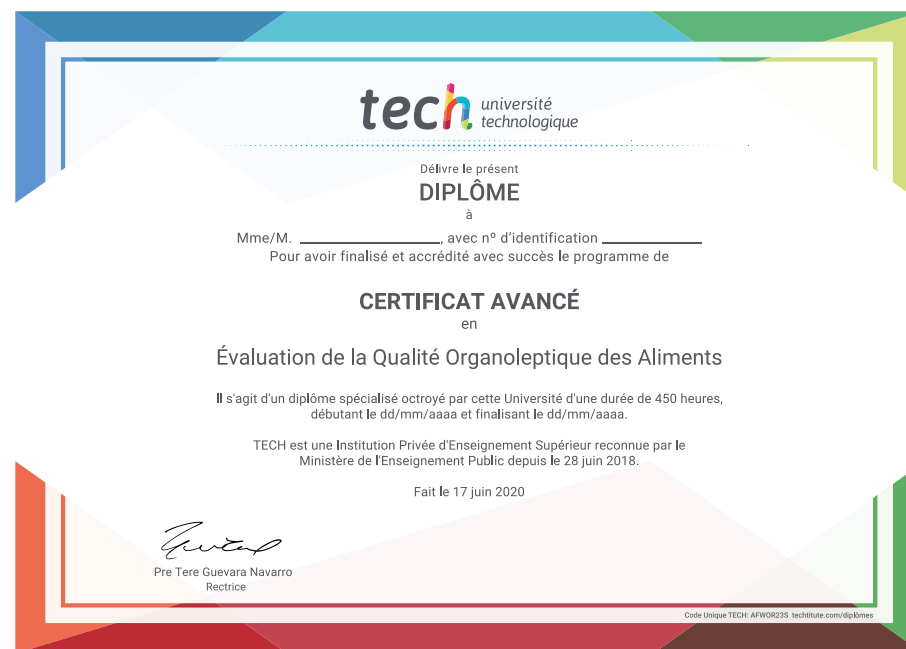 tech université
technologique
Délivre le présent
DIPLÔME
à
Mme/M. ____________________, avec nº d'identification ______________
Pour avoir finalisé et accrédité avec succès le programme de
CERTIFICAT AVANCÉ
en
Évaluation de la Qualité Organoleptique des Aliments
Il s'agit d'un diplôme spécialisé octroyé par cette Université d'une durée de 450 heures,
débutant le dd/mm/aaaa et finalisant le dd/mm/aaaa.
TECH est une Institution Privée d'Enseignement Supérieur reconnue par le
Ministère de l'Enseignement Public depuis le 28 juin 2018.
Fait le 17 juin 2020
Pre Tere Guevara Navarro
Rectrice
Code Unique TECH: AFWOR23S techtitute.com/diplômes